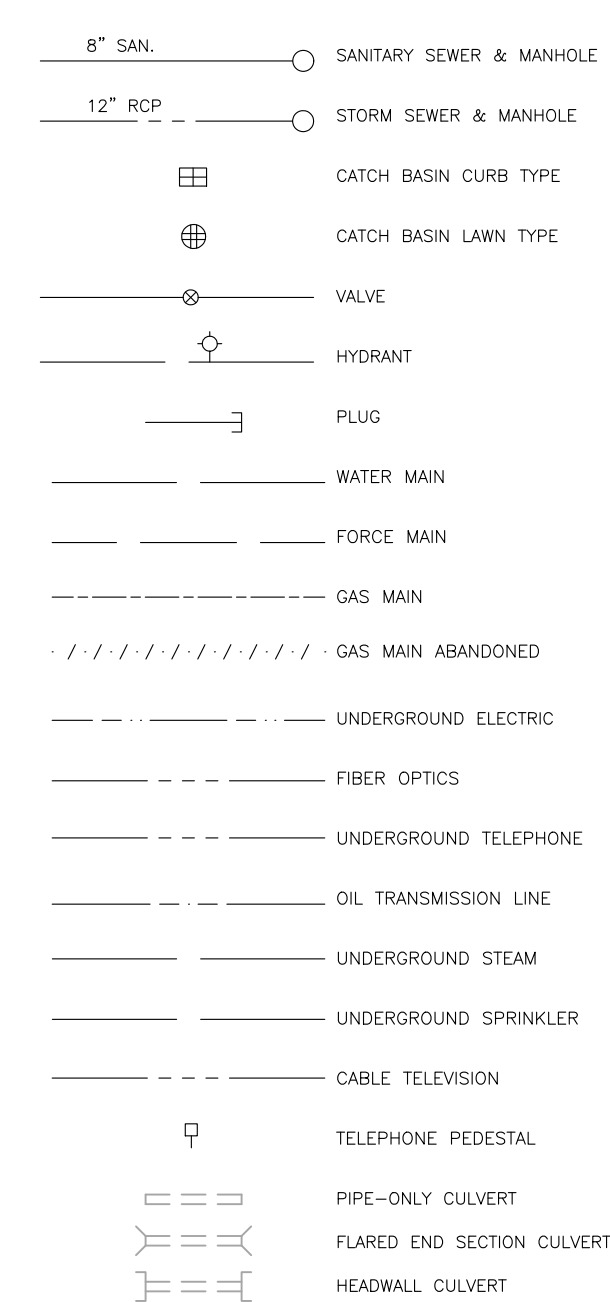 8” SAN.
SANITARY SEWER & MANHOLE
12” RCP
STORM SEWER & MANHOLE
CATCH BASIN CURB TYPE
CATCH BASIN LAWN TYPE
VALVE
HYDRANT
PLUG
WATER MAIN
FORCE MAIN
GAS MAIN
GAS MAIN ABANDONED
UNDERGROUND ELECTRIC
FIBER OPTICS
UNDERGROUND TELEPHONE
OIL TRANSMISSION LINE
UNDERGROUND STEAM
UNDERGROUND SPRINKLER
CABLE TELEVISION
TELEPHONE PEDESTAL
PIPE–ONLY CULVERT
FLARED END SECTION CULVERT
HEADWALL CULVERT